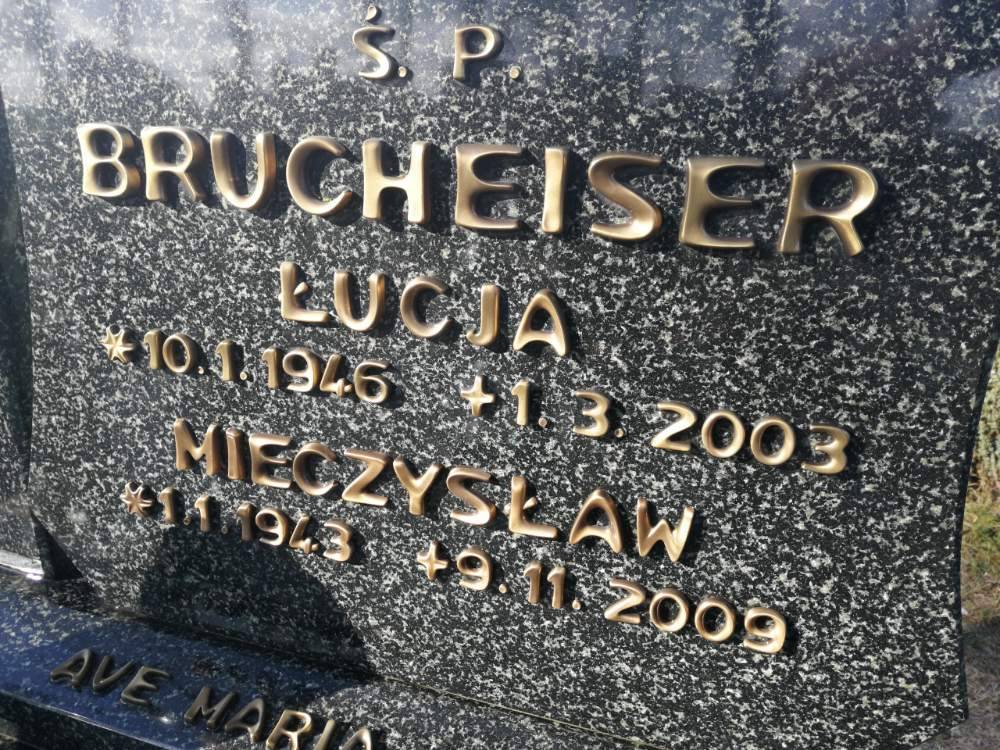 Ś. P.
BRUCHEISER
ŁUCJA
* 10. 1. 1946 + 1. 3. 2003
MIECZYSŁAW
* 1. 1. 1943 + 9. 11. 2009
AVE MARIA